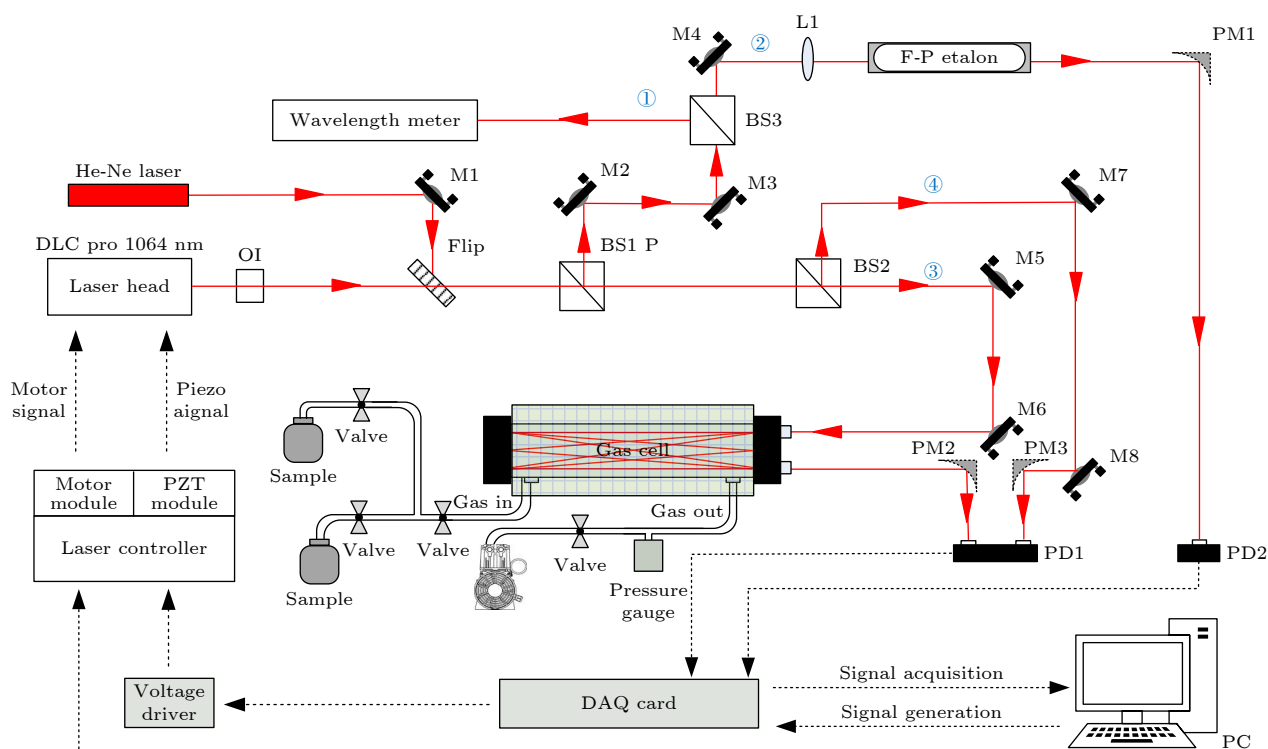 L1
M4
②
PM1
F-P etalon
①
Wavelength meter
BS3
He-Ne laser
M1
M2
M3
④
M7
DLC pro 1064 nm
OI
Flip
BS1 P
BS2
③
M5
Laser head
Motor
signal
Piezo
aignal
Valve
Sample
Gas cell
M6
PM2
PM3
M8
Motor
module
PZT
module
Gas in
Gas out
Laser controller
Valve
Valve
Valve
PD1
PD2
Sample
Pressure
gauge
Voltage
driver
DAQ card
Signal acquisition
Signal generation
PC